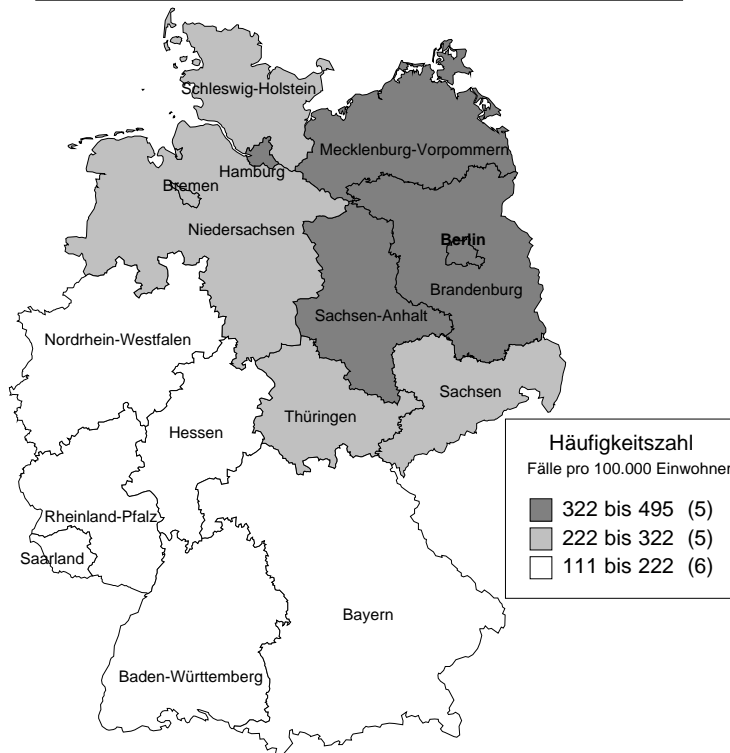 Schleswig-Holstein
Mecklenburg-Vorpommern
Hamburg
Bremen
Niedersachsen
Berlin
Brandenburg
Sachsen-Anhalt
Nordrhein-Westfalen
Sachsen
Thüringen
Hessen
Häufigkeitszahl
Fälle pro 100.000 Einwohner
322 bis 495 (5)
222 bis 322 (5)
111 bis 222 (6)
Rheinland-Pfalz
Saarland
Bayern
Baden-Württemberg